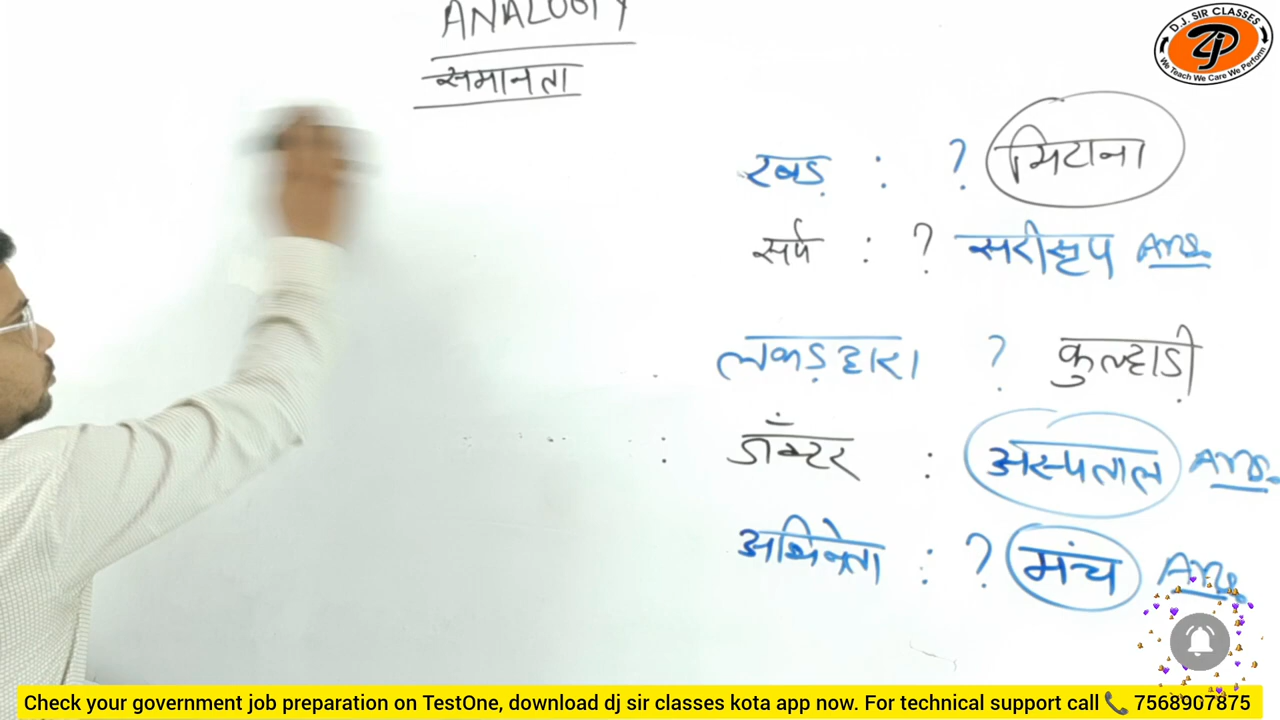 ANALOGY
समानता
D.J. SIR CLASSES
We Teach We Care We Perform
रबड़ : ? मिटाना
सर्प : ? सरीसृप Ans.
लकड़हारा ? कुल्हाड़ी
: डॉक्टर : अस्पताल Ans.
अभिनेता : ? मंच Ans.
Check your government job preparation on TestOne, download dj sir classes kota app now. For technical support call 📞 7568907875